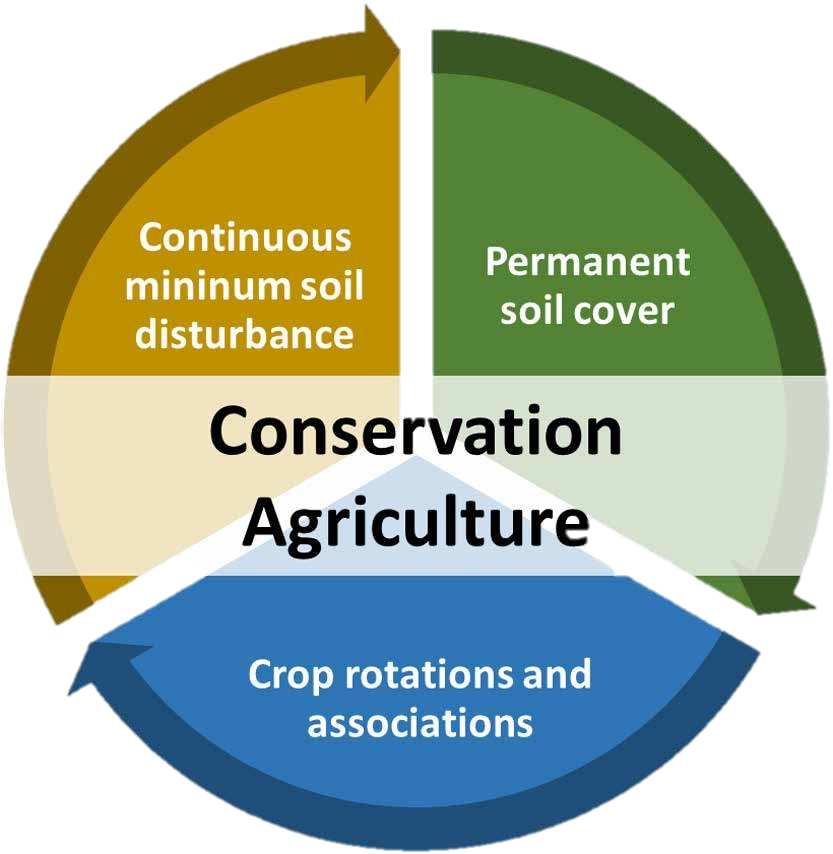 Continuous
mininum soil
disturbance
Permanent
soil cover
Conservation
Agriculture
Crop rotations and
associations